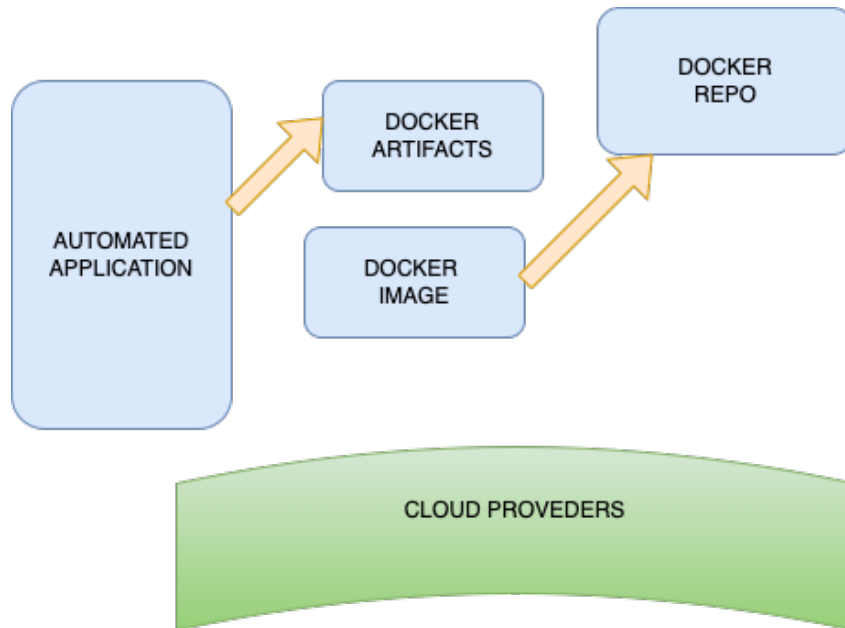 DOCKER
REPO
DOCKER
ARTIFACTS
AUTOMATED
APPLICATION
DOCKER
IMAGE
CLOUD PROVEDERS